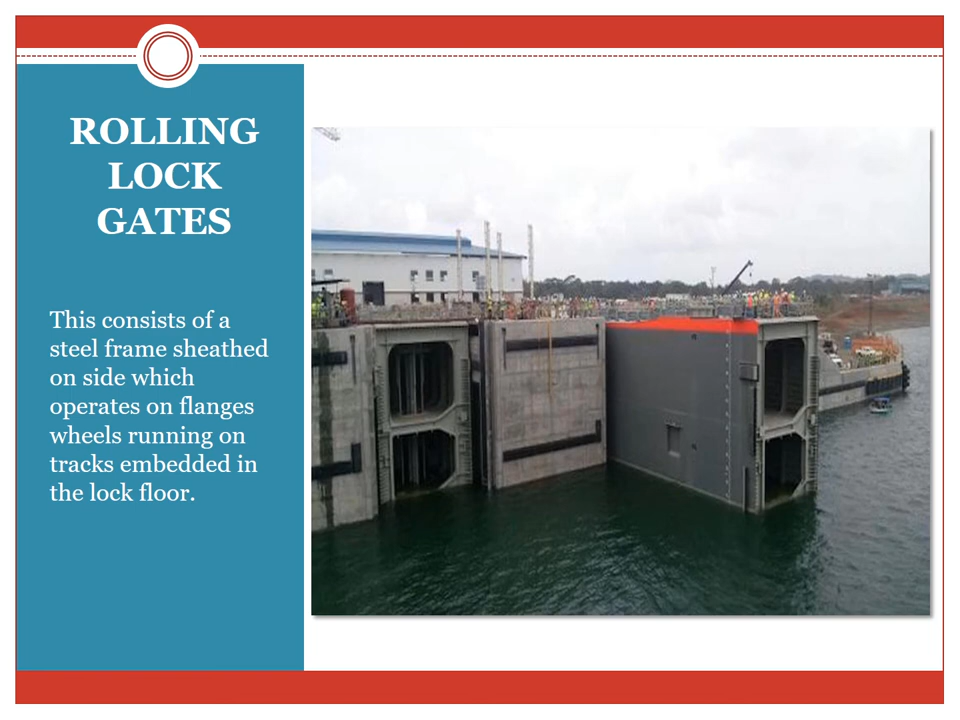 ROLLING
LOCK
GATES
This consists of a
steel frame sheathed
on side which
operates on flanges
wheels running on
tracks embedded in
the lock floor.